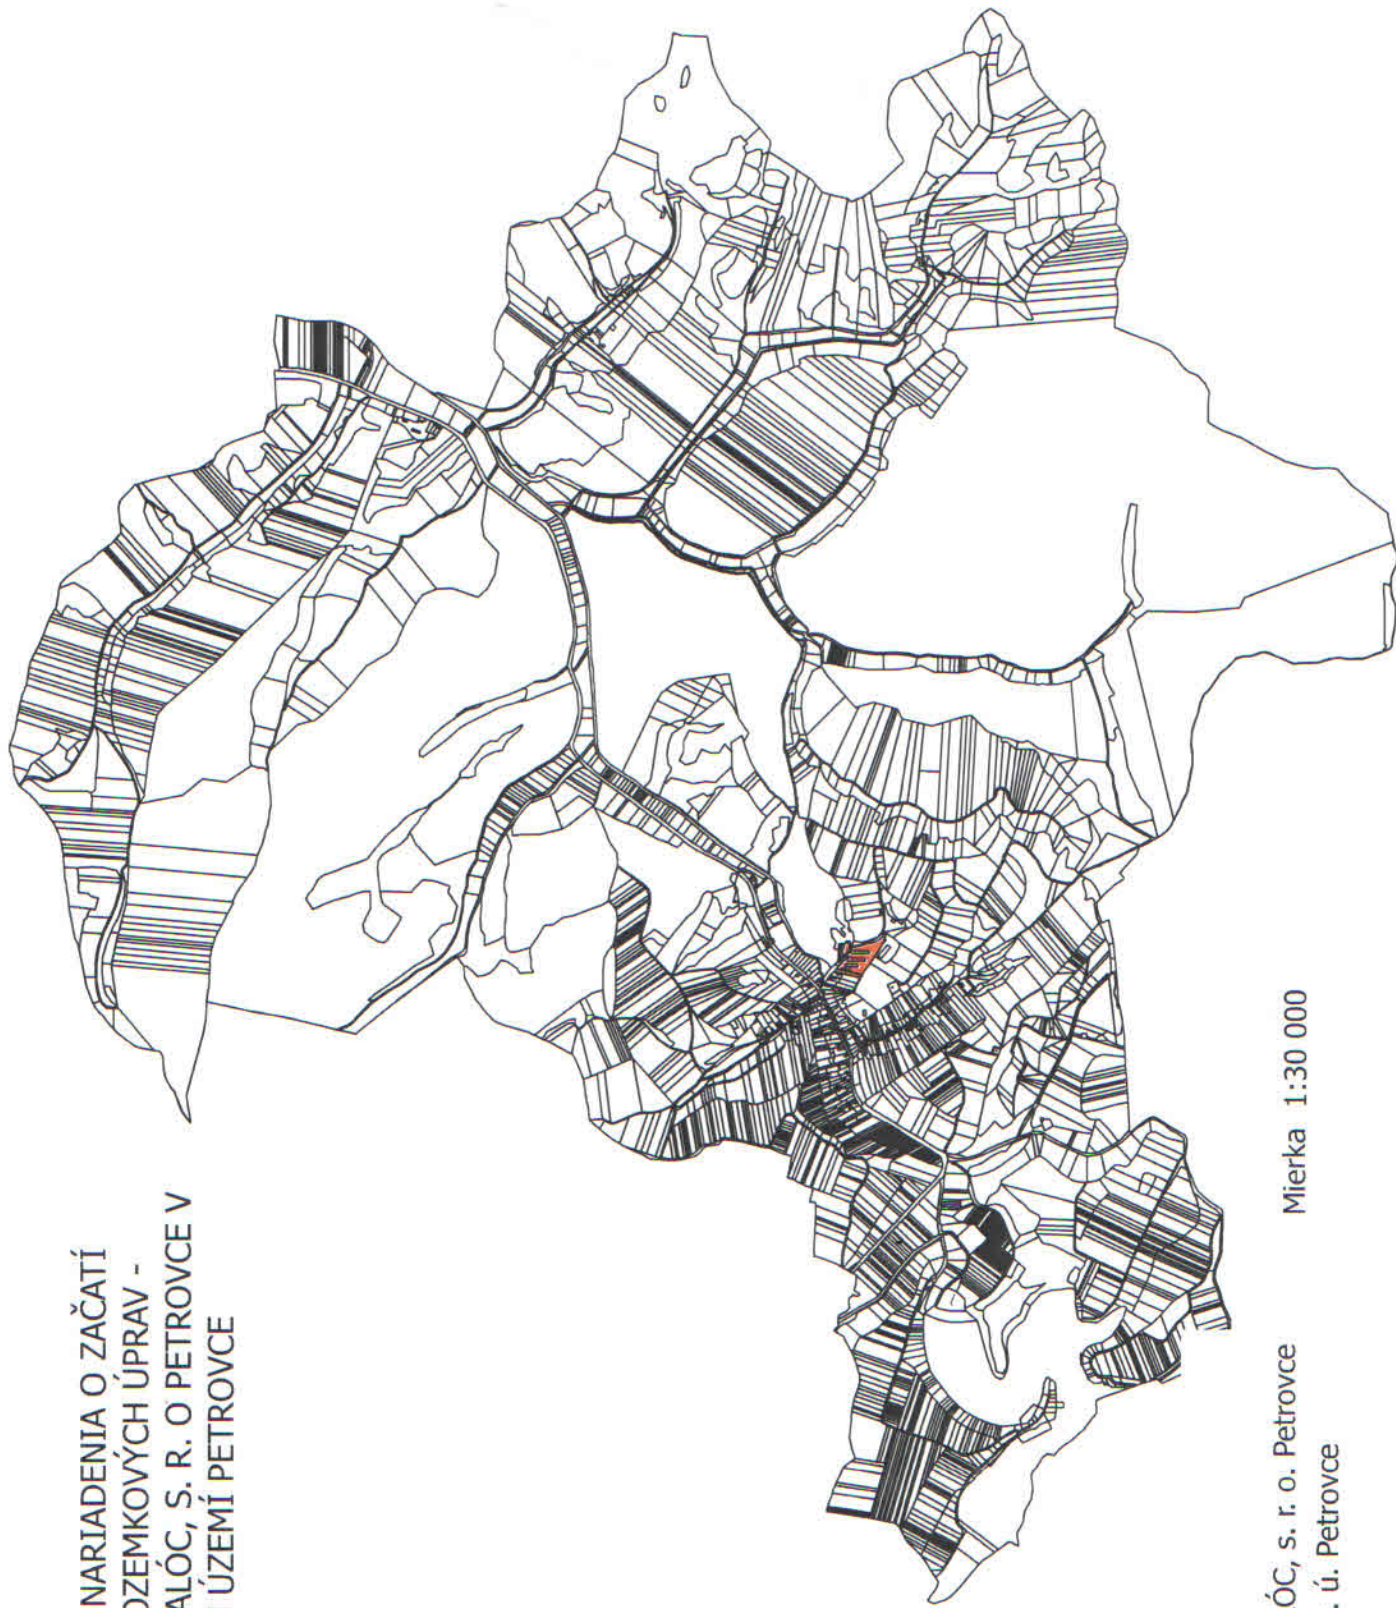 NARIADENIA O ZAČATÍ
OZEMKOVÝCH ÚPRAV -
ALÓC, S. R. O PETROVCE V
ÚZEMÍ PETROVCE
ÓC, s. r. o. Petrovce
. ú. Petrovce
Mierka 1:30 000